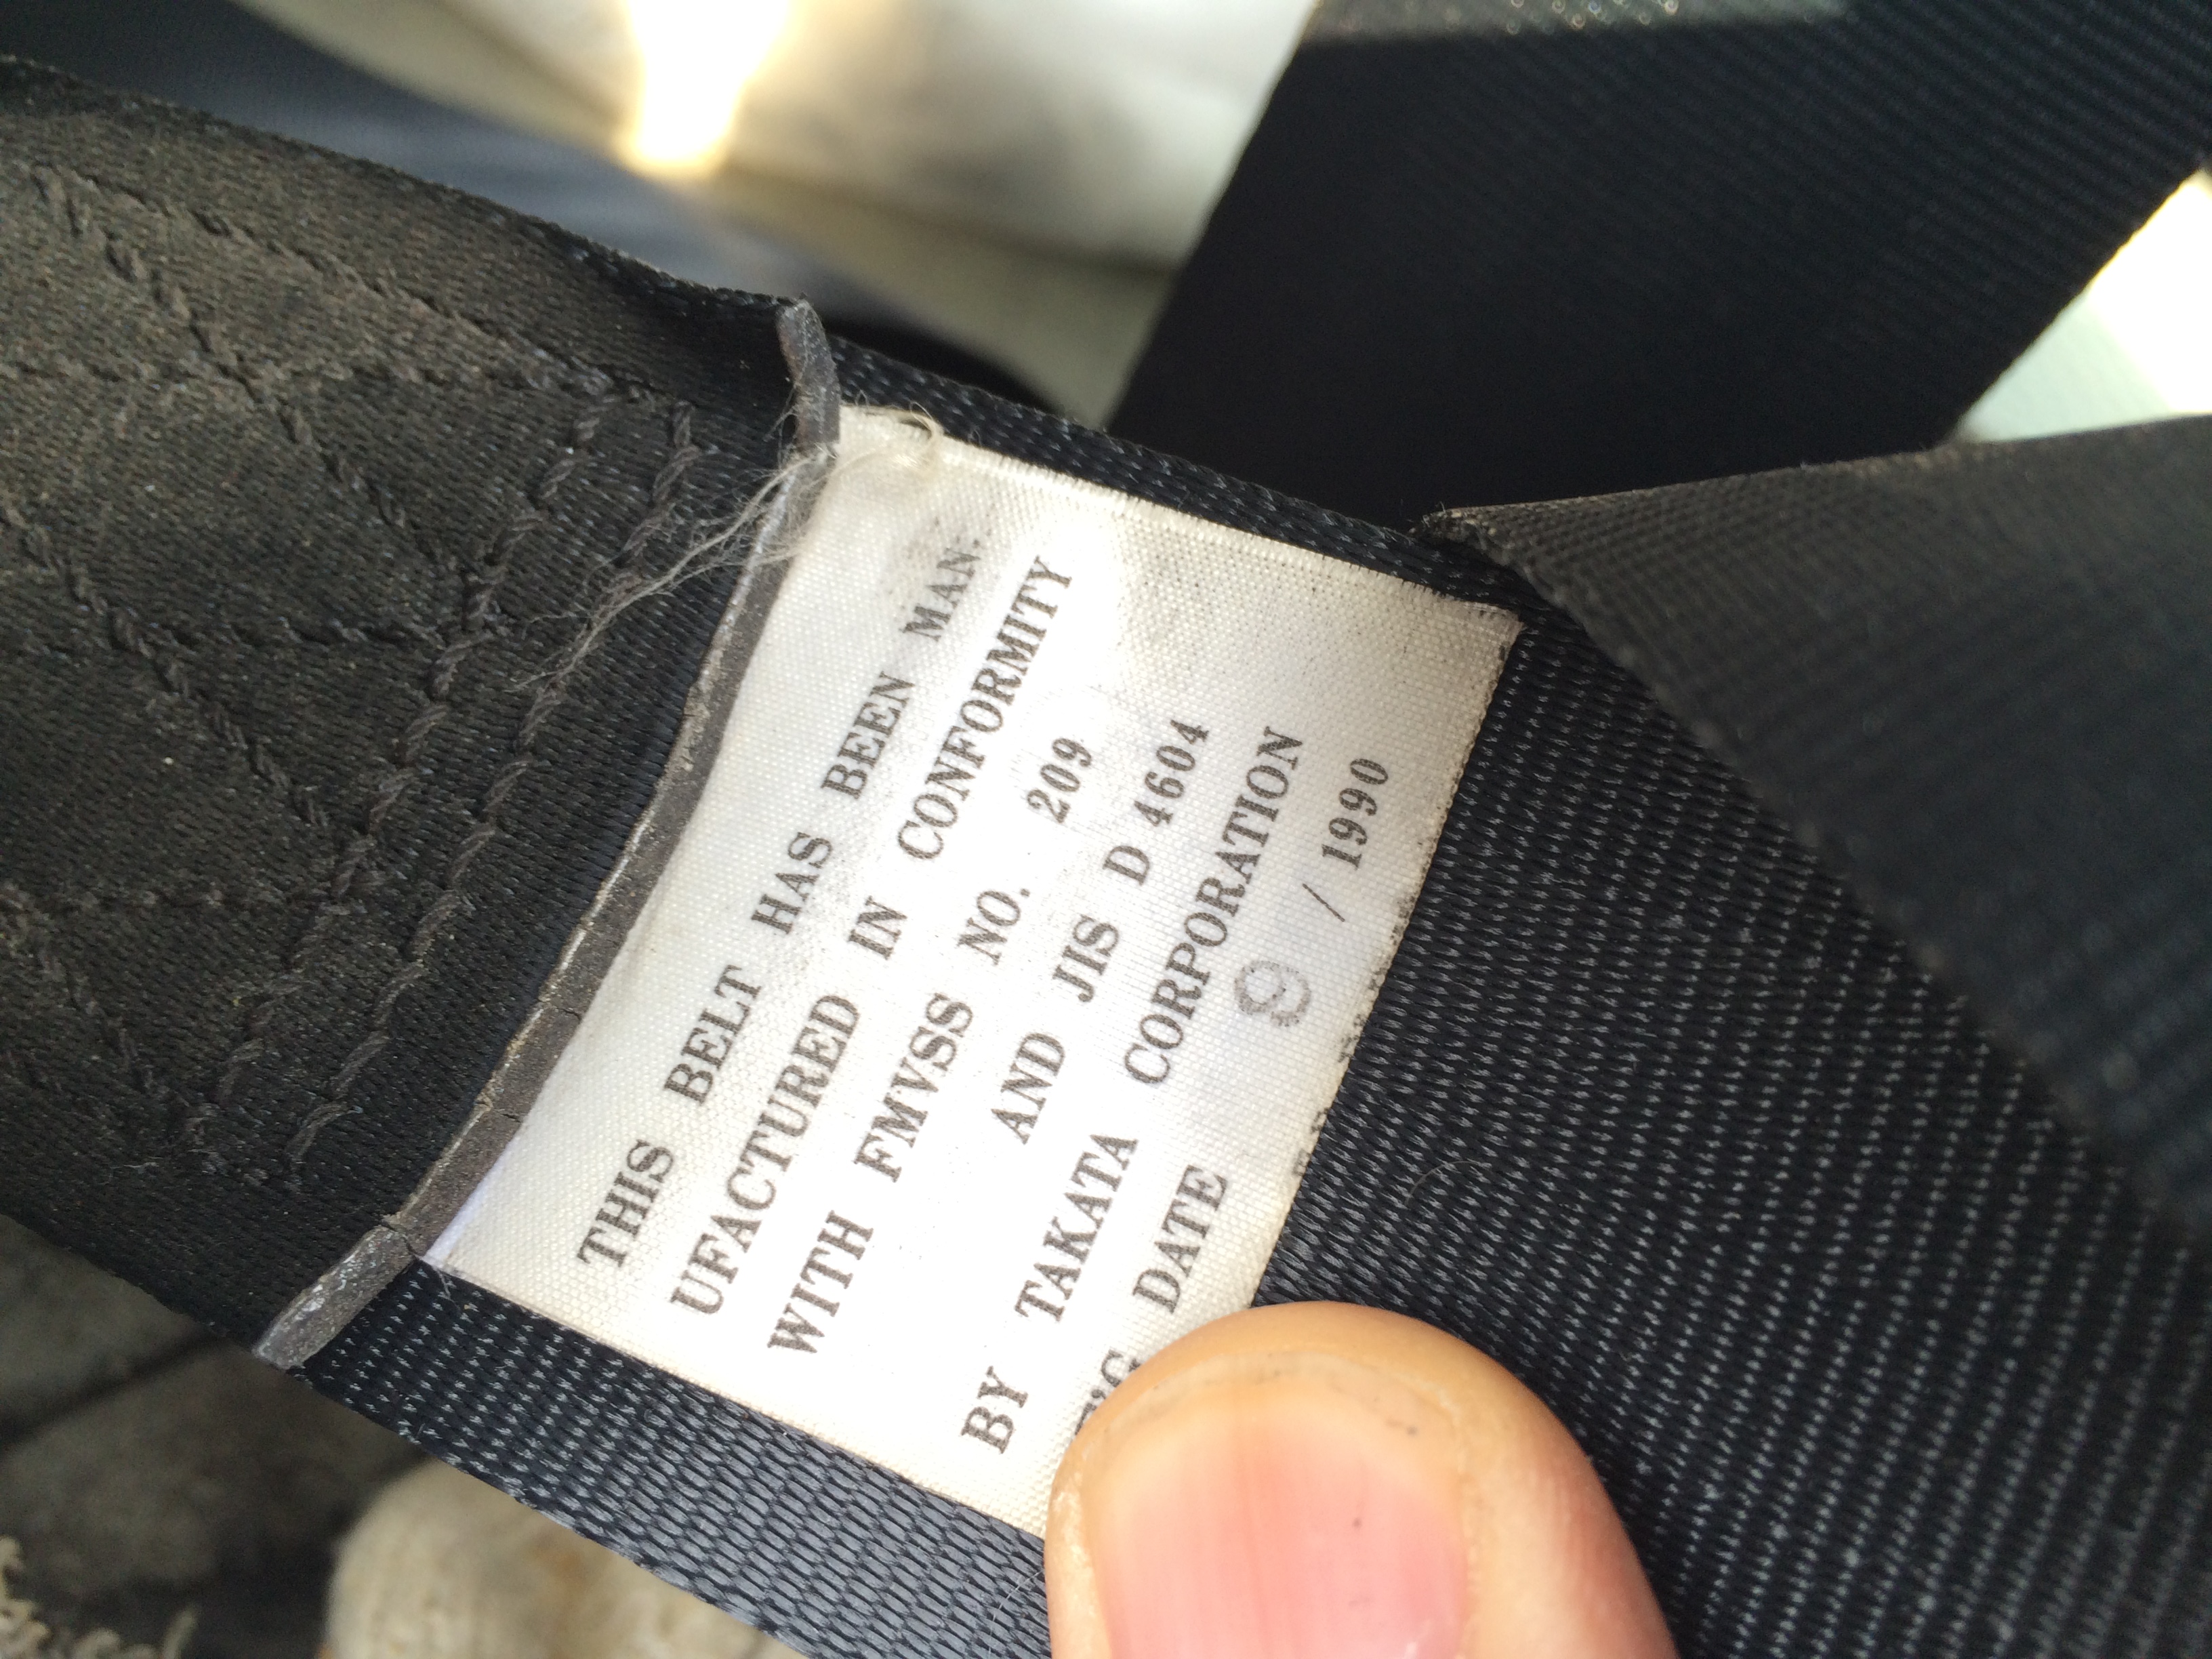 THIS BELT HAS BEEN MAN.
UFACTURED IN CONFORMITY
WITH FMVSS NO. 209
AND JIS D 4604
BY TAKATA CORPORATION
DATE 9 / 1990